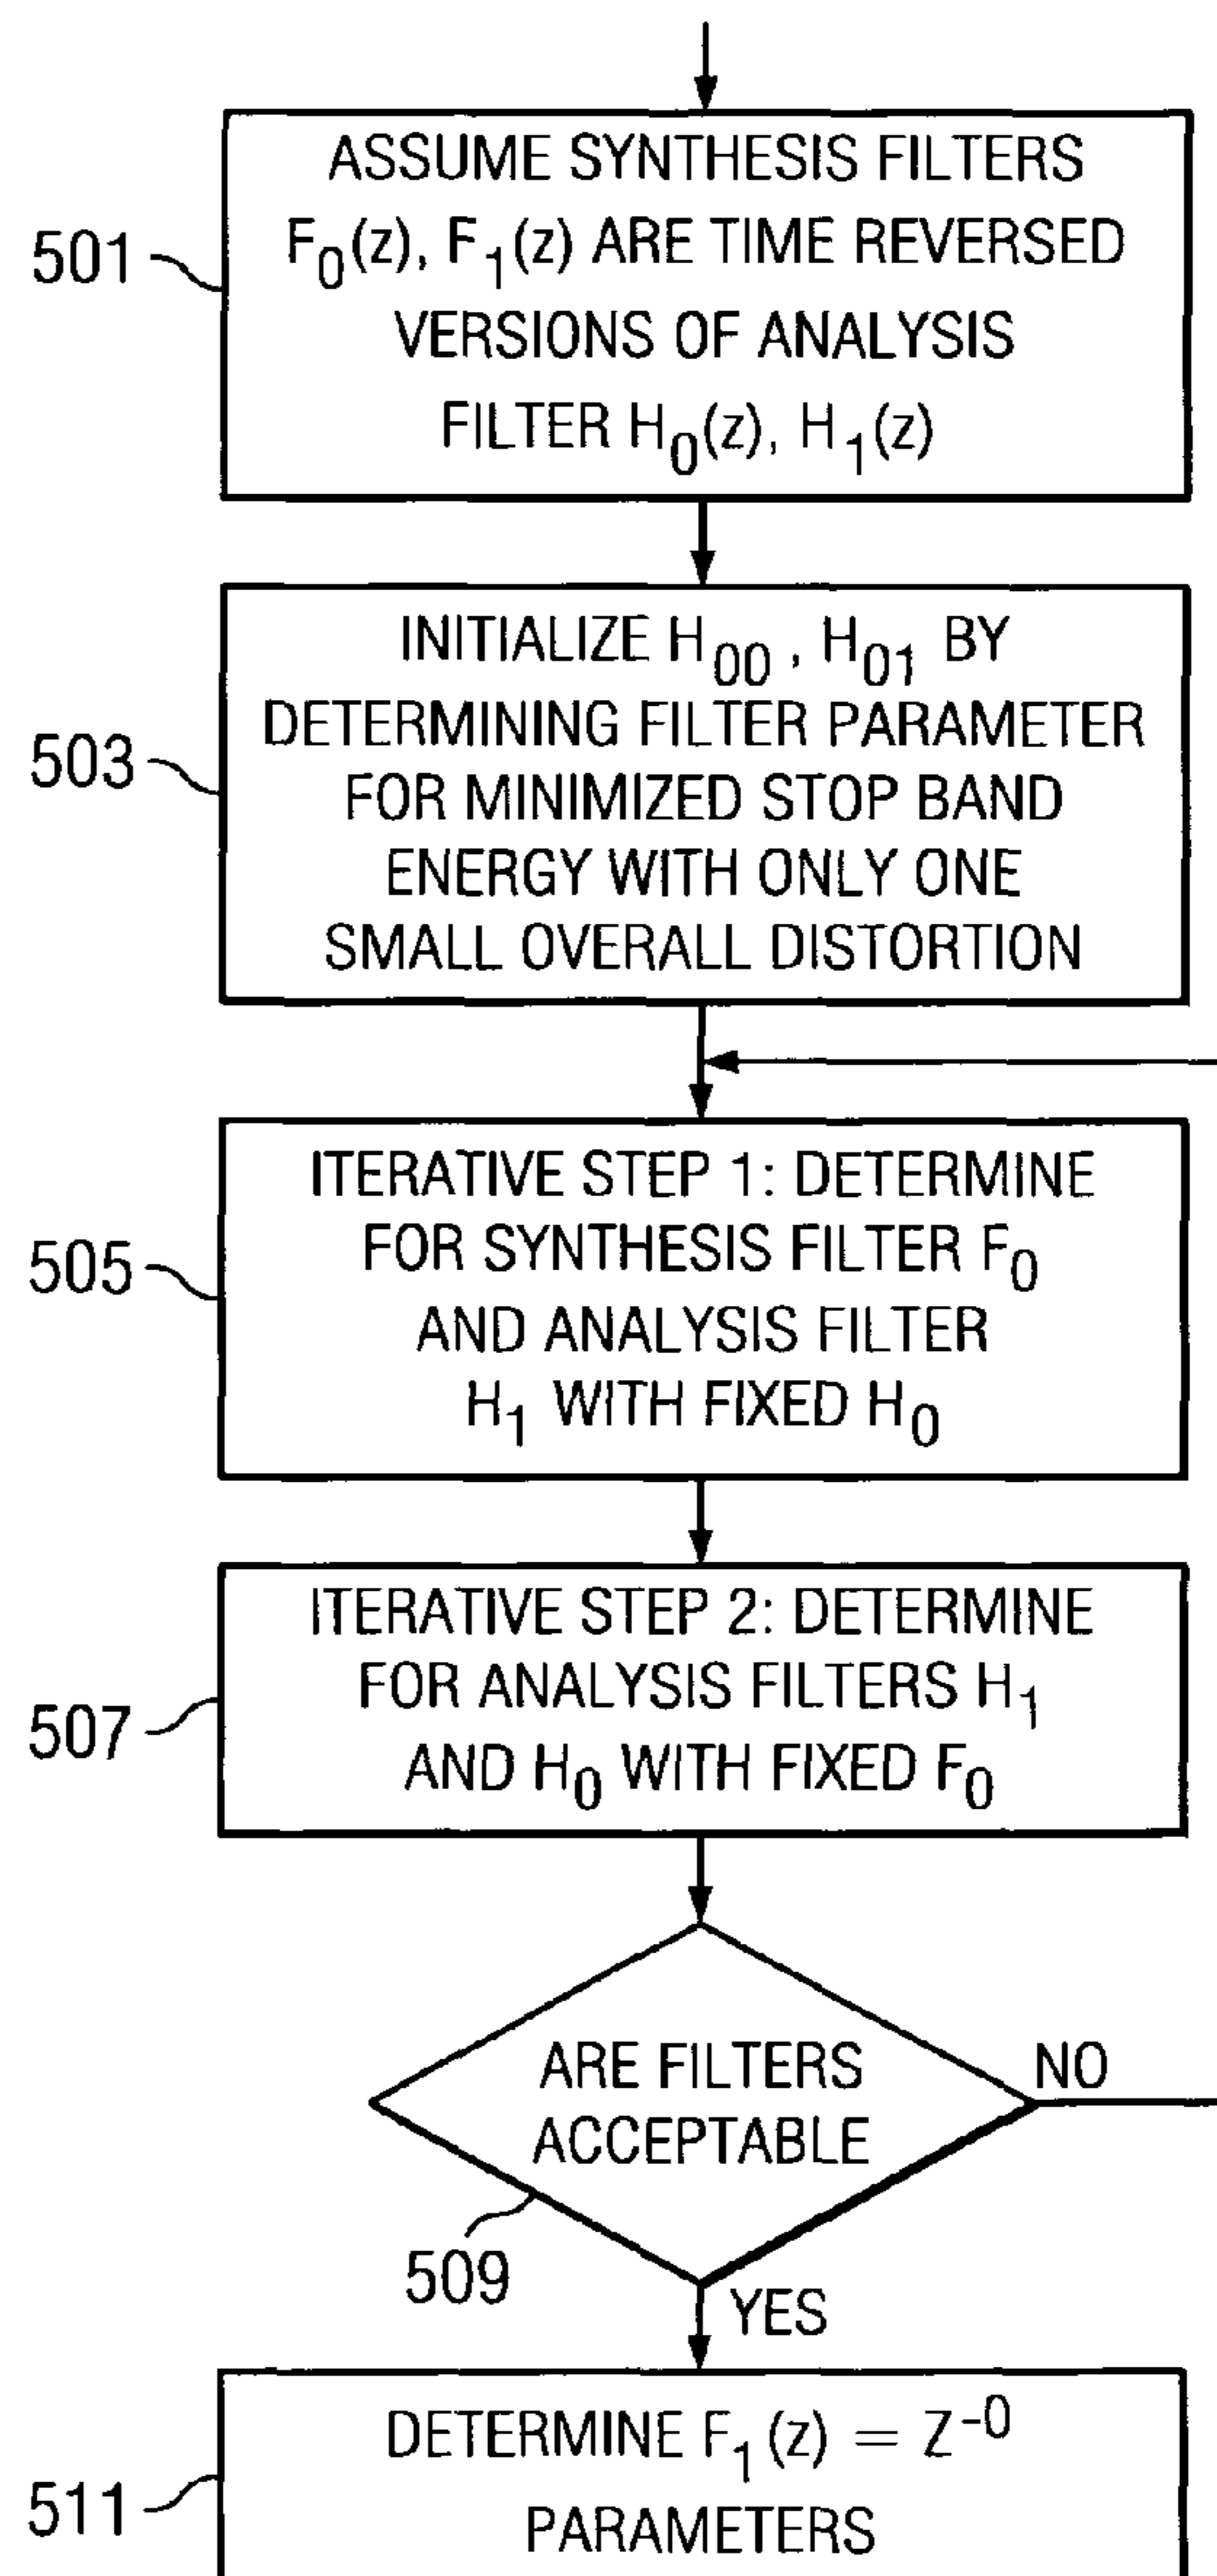 ASSUME SYNTHESIS FILTERS
F₀(z), F₁(z) ARE TIME REVERSED
VERSIONS OF ANALYSIS
FILTER H₀(z), H₁(z)
501
INITIALIZE H₀₀, H₀₁ BY
DETERMINING FILTER PARAMETER
FOR MINIMIZED STOP BAND
ENERGY WITH ONLY ONE
SMALL OVERALL DISTORTION
503
ITERATIVE STEP 1: DETERMINE
FOR SYNTHESIS FILTER F₀
AND ANALYSIS FILTER
H₁ WITH FIXED H₀
505
ITERATIVE STEP 2: DETERMINE
FOR ANALYSIS FILTERS H₁
AND H₀ WITH FIXED F₀
507
ARE FILTERS
ACCEPTABLE
NO
509
YES
DETERMINE F₁(z) = Z⁻⁰
PARAMETERS
511